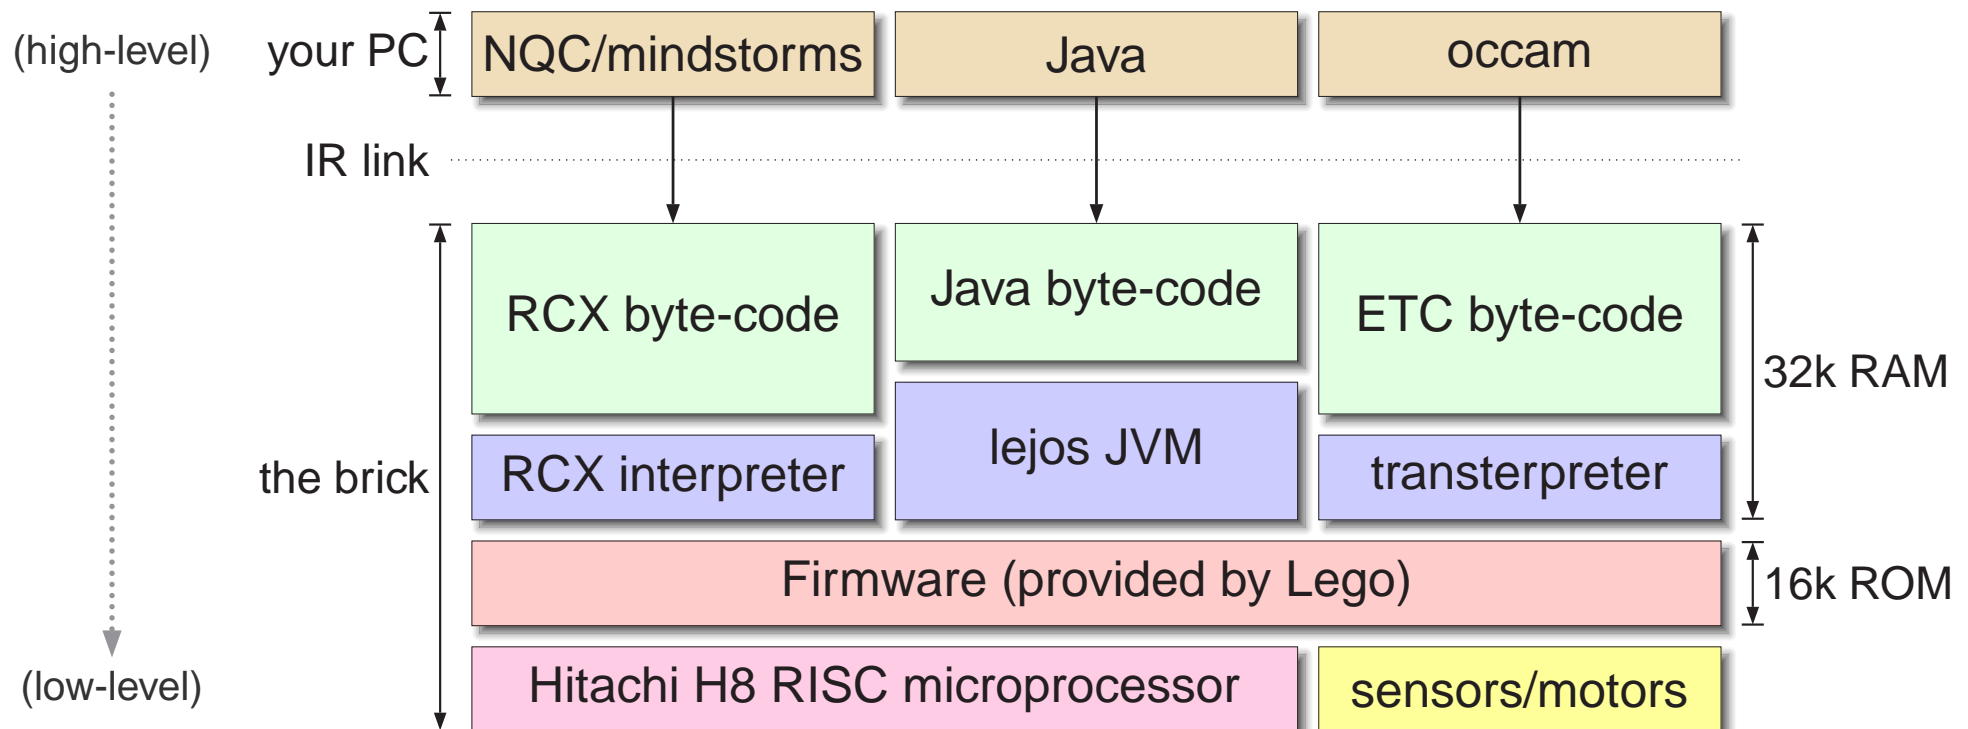 (high-level)
your PC
NQC/mindstorms
Java
occam
IR link
RCX byte-code
Java byte-code
ETC byte-code
32k RAM
the brick
RCX interpreter
lejos JVM
transterpreter
Firmware (provided by Lego)
16k ROM
(low-level)
Hitachi H8 RISC microprocessor
sensors/motors